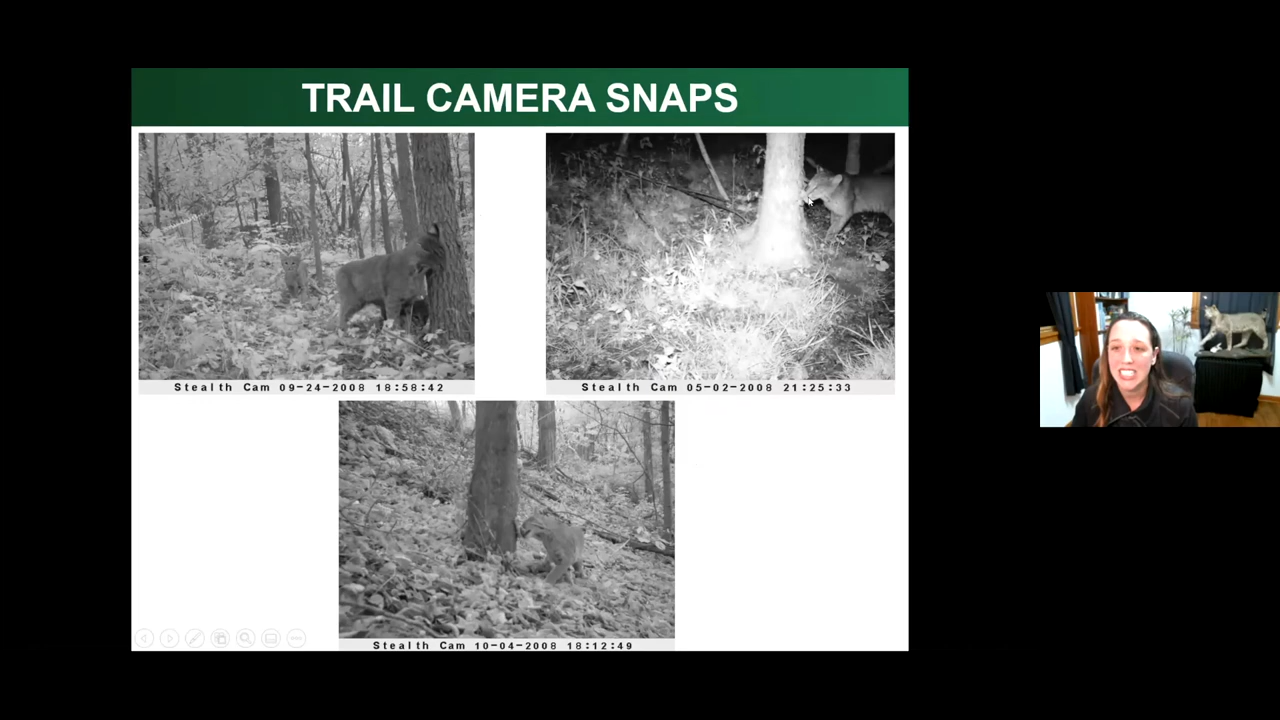 TRAIL CAMERA SNAPS
Stealth Cam 09-24-2008 18:58:42
Stealth Cam 05-02-2008 21:25:33
Stealth Cam 10-04-2008 18:12:49